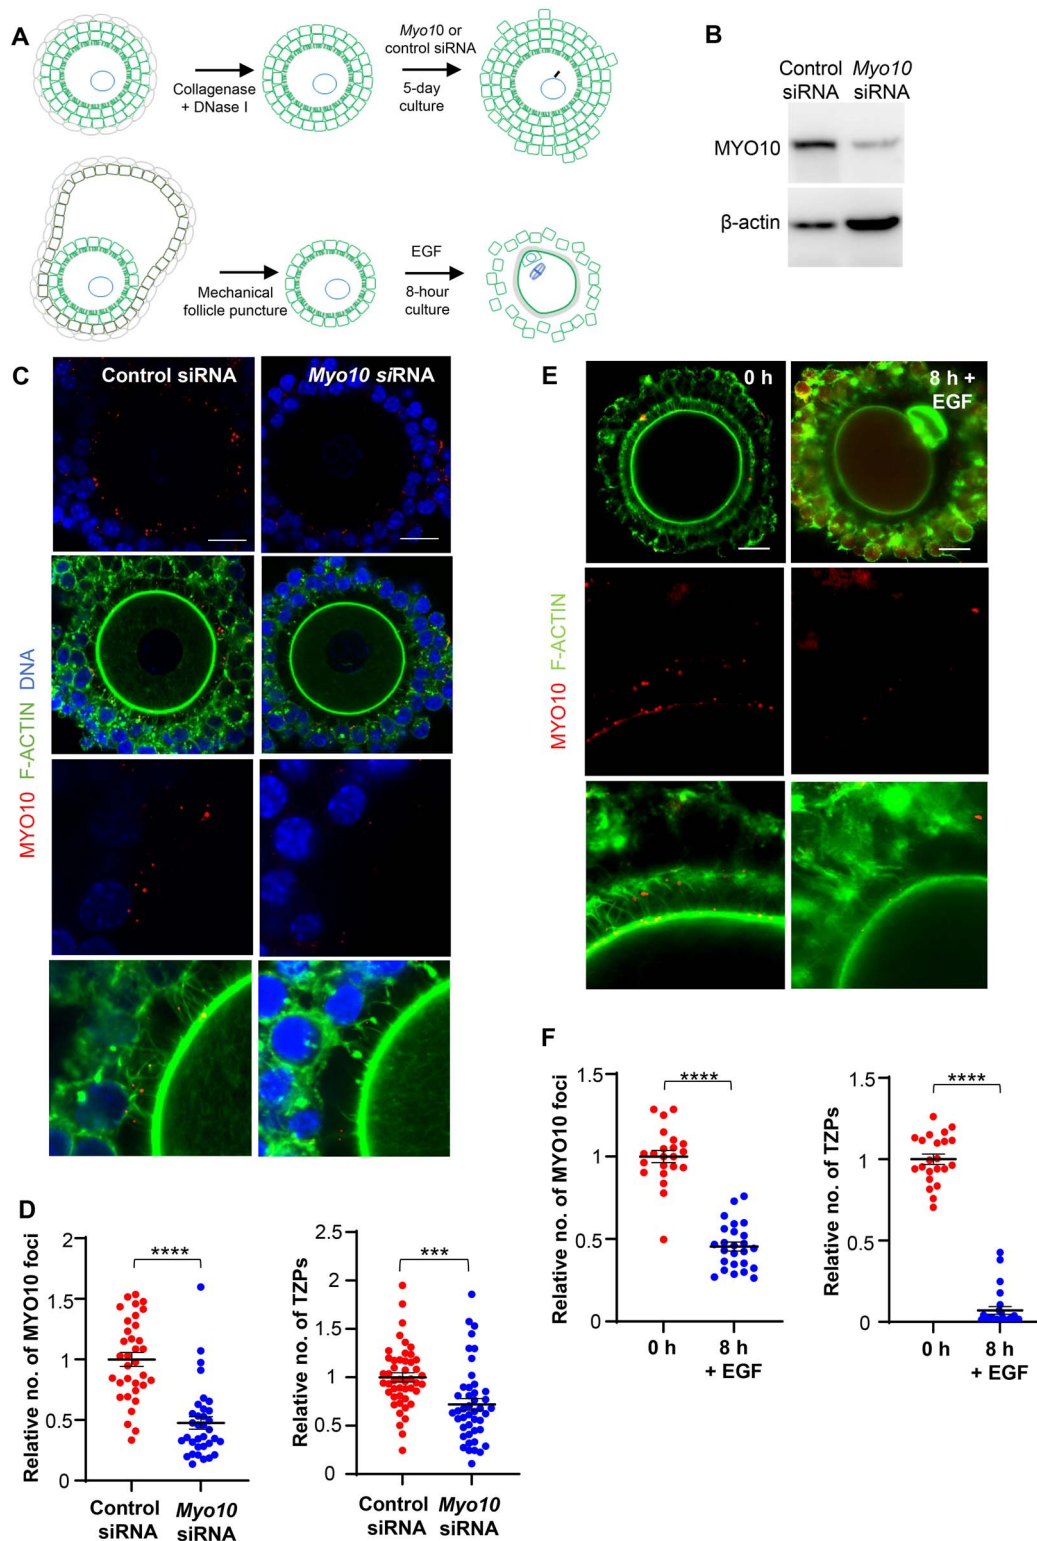 A
Collagenase
+ DNase I
Myo10 or
control siRNA
5-day
culture
Mechanical
follicle puncture
EGF
8-hour
culture
B
Control
siRNA
Myo10
siRNA
MYO10
β-actin
C
Control siRNA
Myo10 siRNA
MYO10 F-ACTIN DNA
D
Relative no. of MYO10 foci
2
1.5
1
0.5
0
****
Control
siRNA
Myo10
siRNA
Relative no. of TZPs
2.5
2.0
1.5
1.0
0.5
0
***
Control
siRNA
Myo10
siRNA
E
0 h
8 h +
EGF
MYO10 F-ACTIN
F
Relative no. of MYO10 foci
1.5
1
0.5
0
****
0 h
8 h
+ EGF
Relative no. of TZPs
1.5
1
0.5
0
****
0 h
8 h
+ EGF